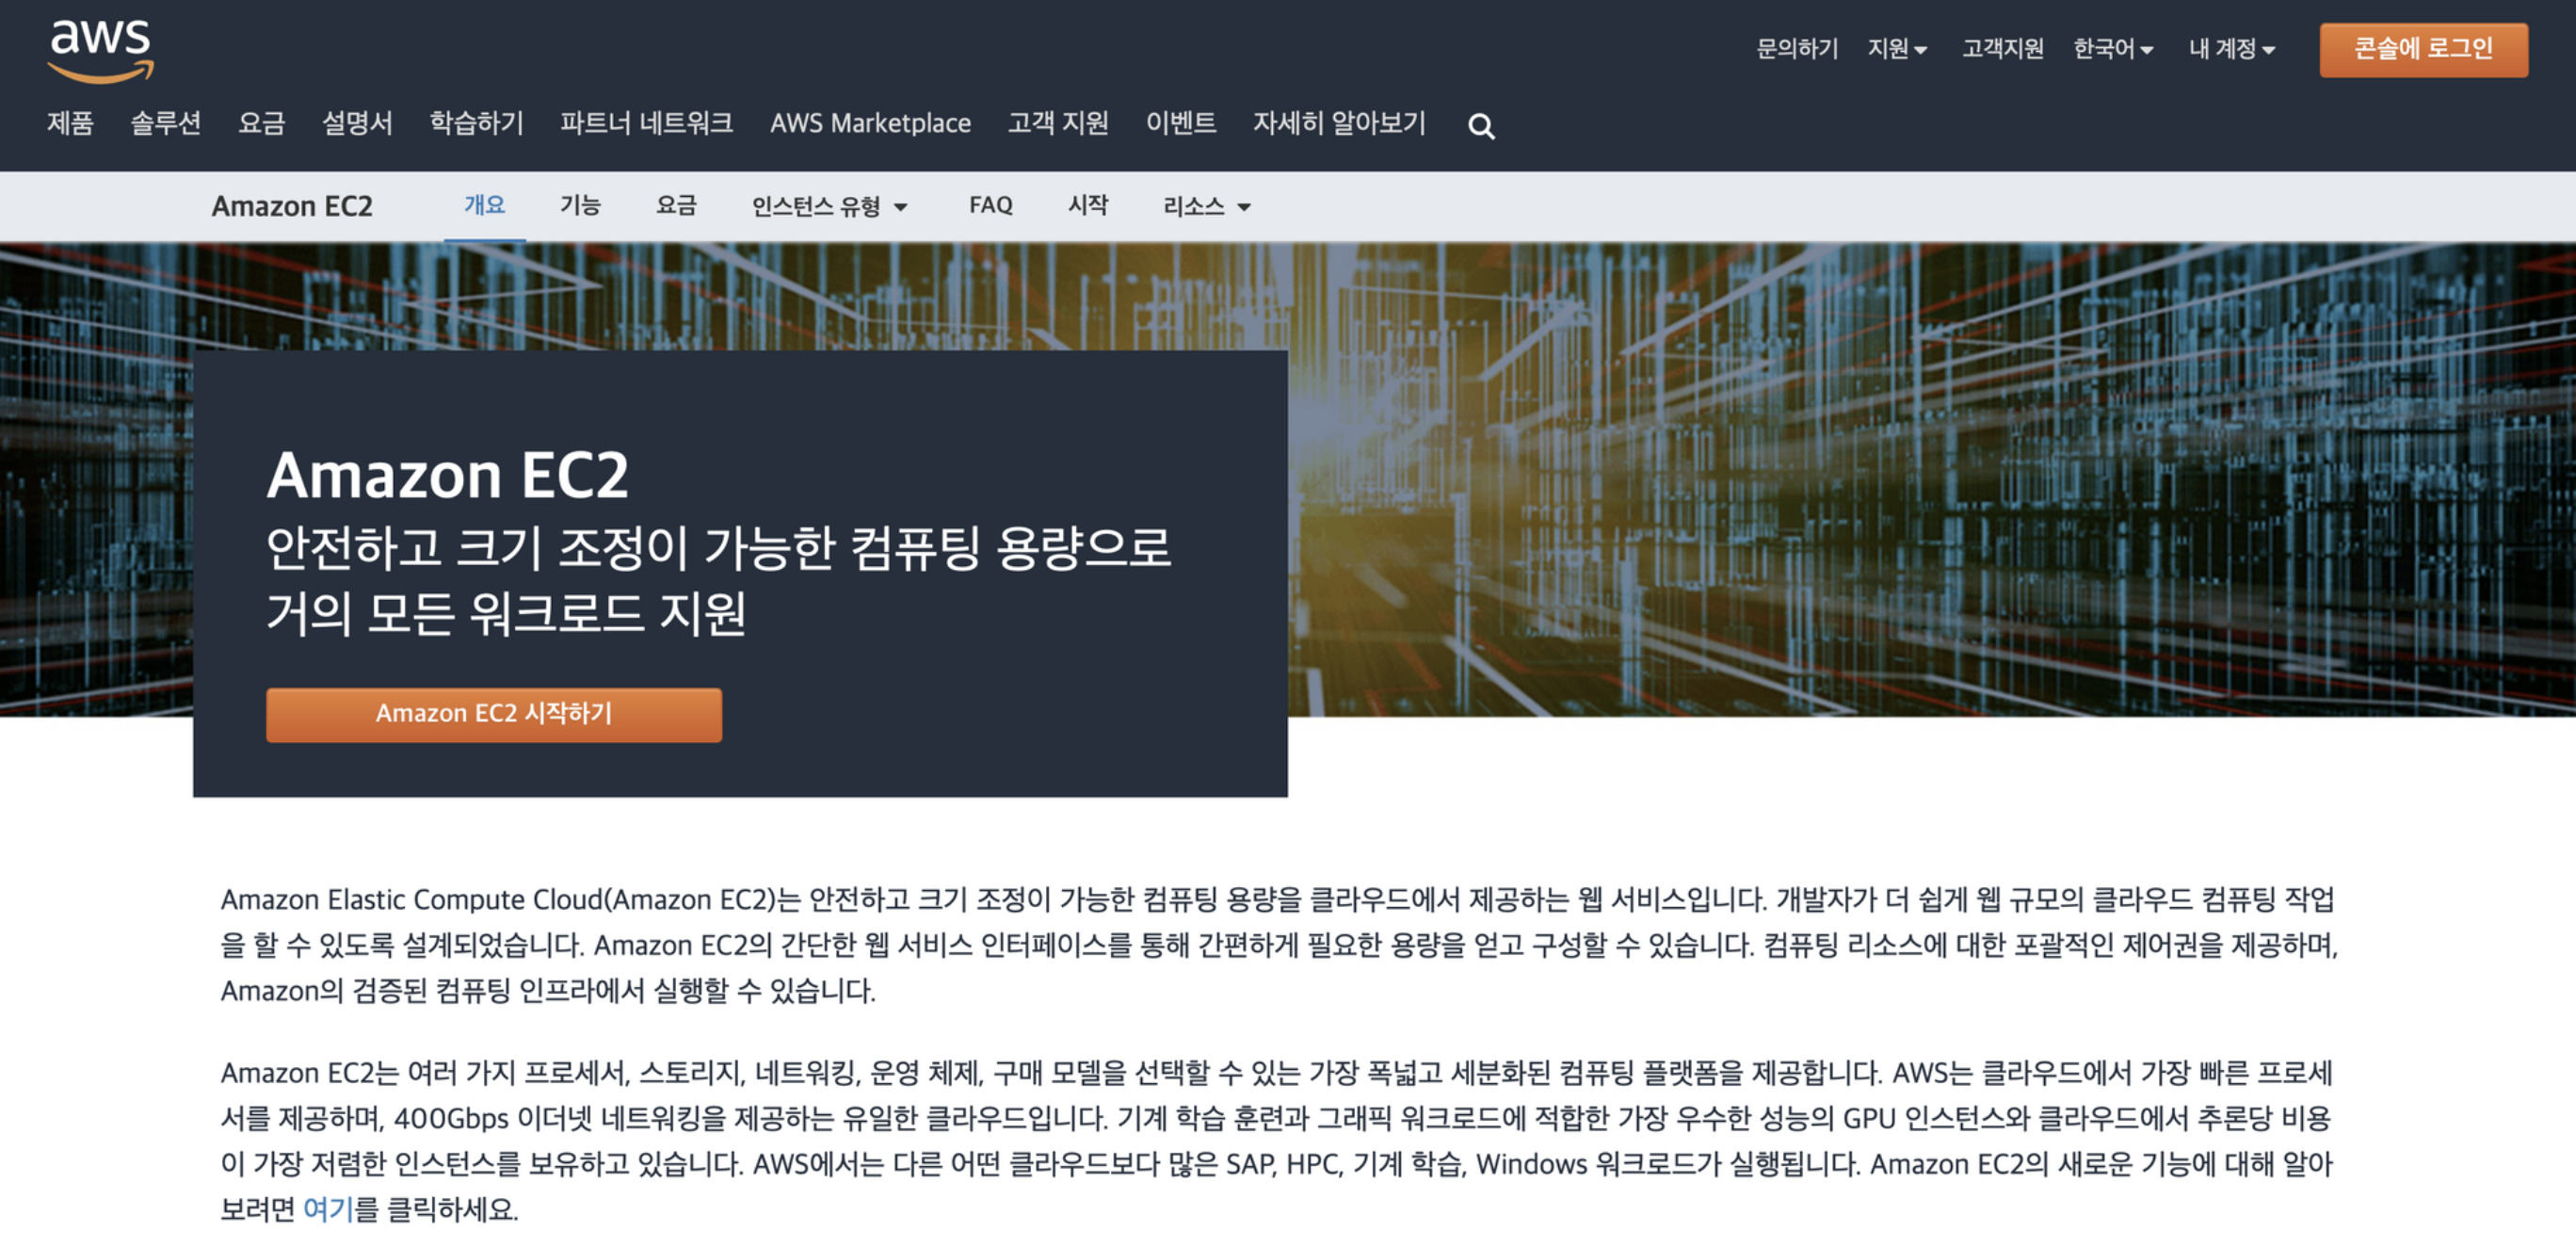 aws
문의하기 지원 고객지원 한국어 내 계정 콘솔에 로그인
제품 솔루션 요금 설명서 학습하기 파트너 네트워크 AWS Marketplace 고객 지원 이벤트 자세히 알아보기
Amazon EC2 개요 기능 요금 인스턴스 유형 FAQ 시작 리소스
Amazon EC2
안전하고 크기 조정이 가능한 컴퓨팅 용량으로
거의 모든 워크로드 지원
Amazon EC2 시작하기
Amazon Elastic Compute Cloud(Amazon EC2)는 안전하고 크기 조정이 가능한 컴퓨팅 용량을 클라우드에서 제공하는 웹 서비스입니다. 개발자가 더 쉽게 웹 규모의 클라우드 컴퓨팅 작업
을 할 수 있도록 설계되었습니다. Amazon EC2의 간단한 웹 서비스 인터페이스를 통해 간편하게 필요한 용량을 얻고 구성할 수 있습니다. 컴퓨팅 리소스에 대한 포괄적인 제어권을 제공하며,
Amazon의 검증된 컴퓨팅 인프라에서 실행할 수 있습니다.
Amazon EC2는 여러 가지 프로세서, 스토리지, 네트워킹, 운영 체제, 구매 모델을 선택할 수 있는 가장 폭넓고 세분화된 컴퓨팅 플랫폼을 제공합니다. AWS는 클라우드에서 가장 빠른 프로세
서를 제공하며, 400Gbps 이더넷 네트워킹을 제공하는 유일한 클라우드입니다. 기계 학습 훈련과 그래픽 워크로드에 적합한 가장 우수한 성능의 GPU 인스턴스와 클라우드에서 추론당 비용
이 가장 저렴한 인스턴스를 보유하고 있습니다. AWS에서는 다른 어떤 클라우드보다 많은 SAP, HPC, 기계 학습, Windows 워크로드가 실행됩니다. Amazon EC2의 새로운 기능에 대해 알아
보려면 여기를 클릭하세요.